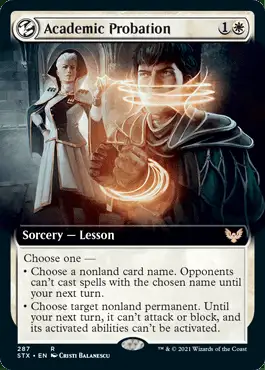 Academic Probation 1
Sorcery — Lesson
Choose one —
• Choose a nonland card name. Opponents
can't cast spells with the chosen name until
your next turn.
• Choose target nonland permanent. Until
your next turn, it can't attack or block, and
its activated abilities can't be activated.
287 R
STX • EN Cristi Balanescu
™ & © 2021 Wizards of the Coast